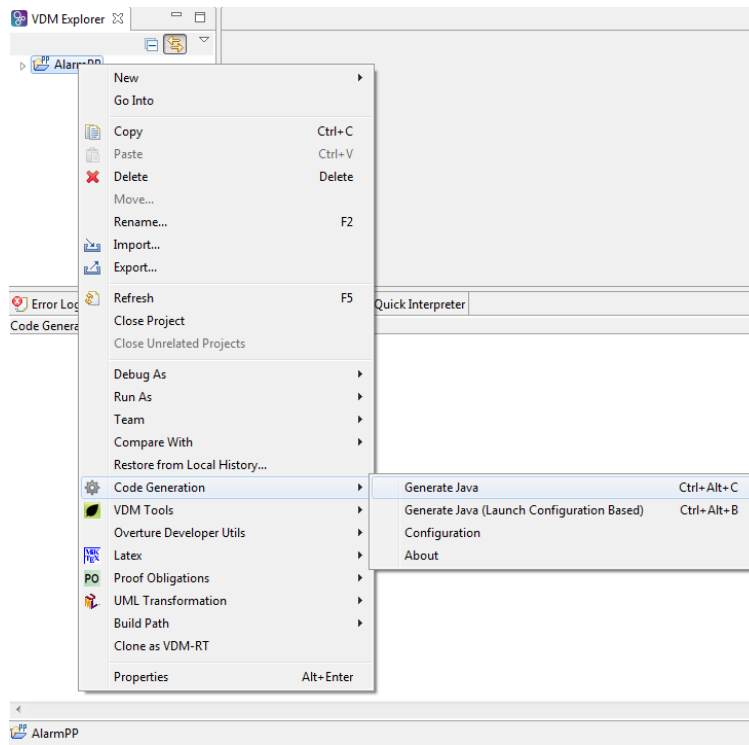 VDM Explorer
AlarmPP
New
Go Into
Copy Ctrl+C
Paste Ctrl+V
Delete Delete
Move...
Rename... F2
Import...
Export...
Refresh F5
Close Project
Close Unrelated Projects
Error Log
Quick Interpreter
Code Genera
Debug As
Run As
Team
Compare With
Restore from Local History...
Code Generation
Generate Java Ctrl+Alt+C
VDM Tools
Generate Java (Launch Configuration Based) Ctrl+Alt+B
Overture Developer Utils
Configuration
Latex
About
PO Proof Obligations
UML Transformation
Build Path
Clone as VDM-RT
Properties Alt+Enter
AlarmPP